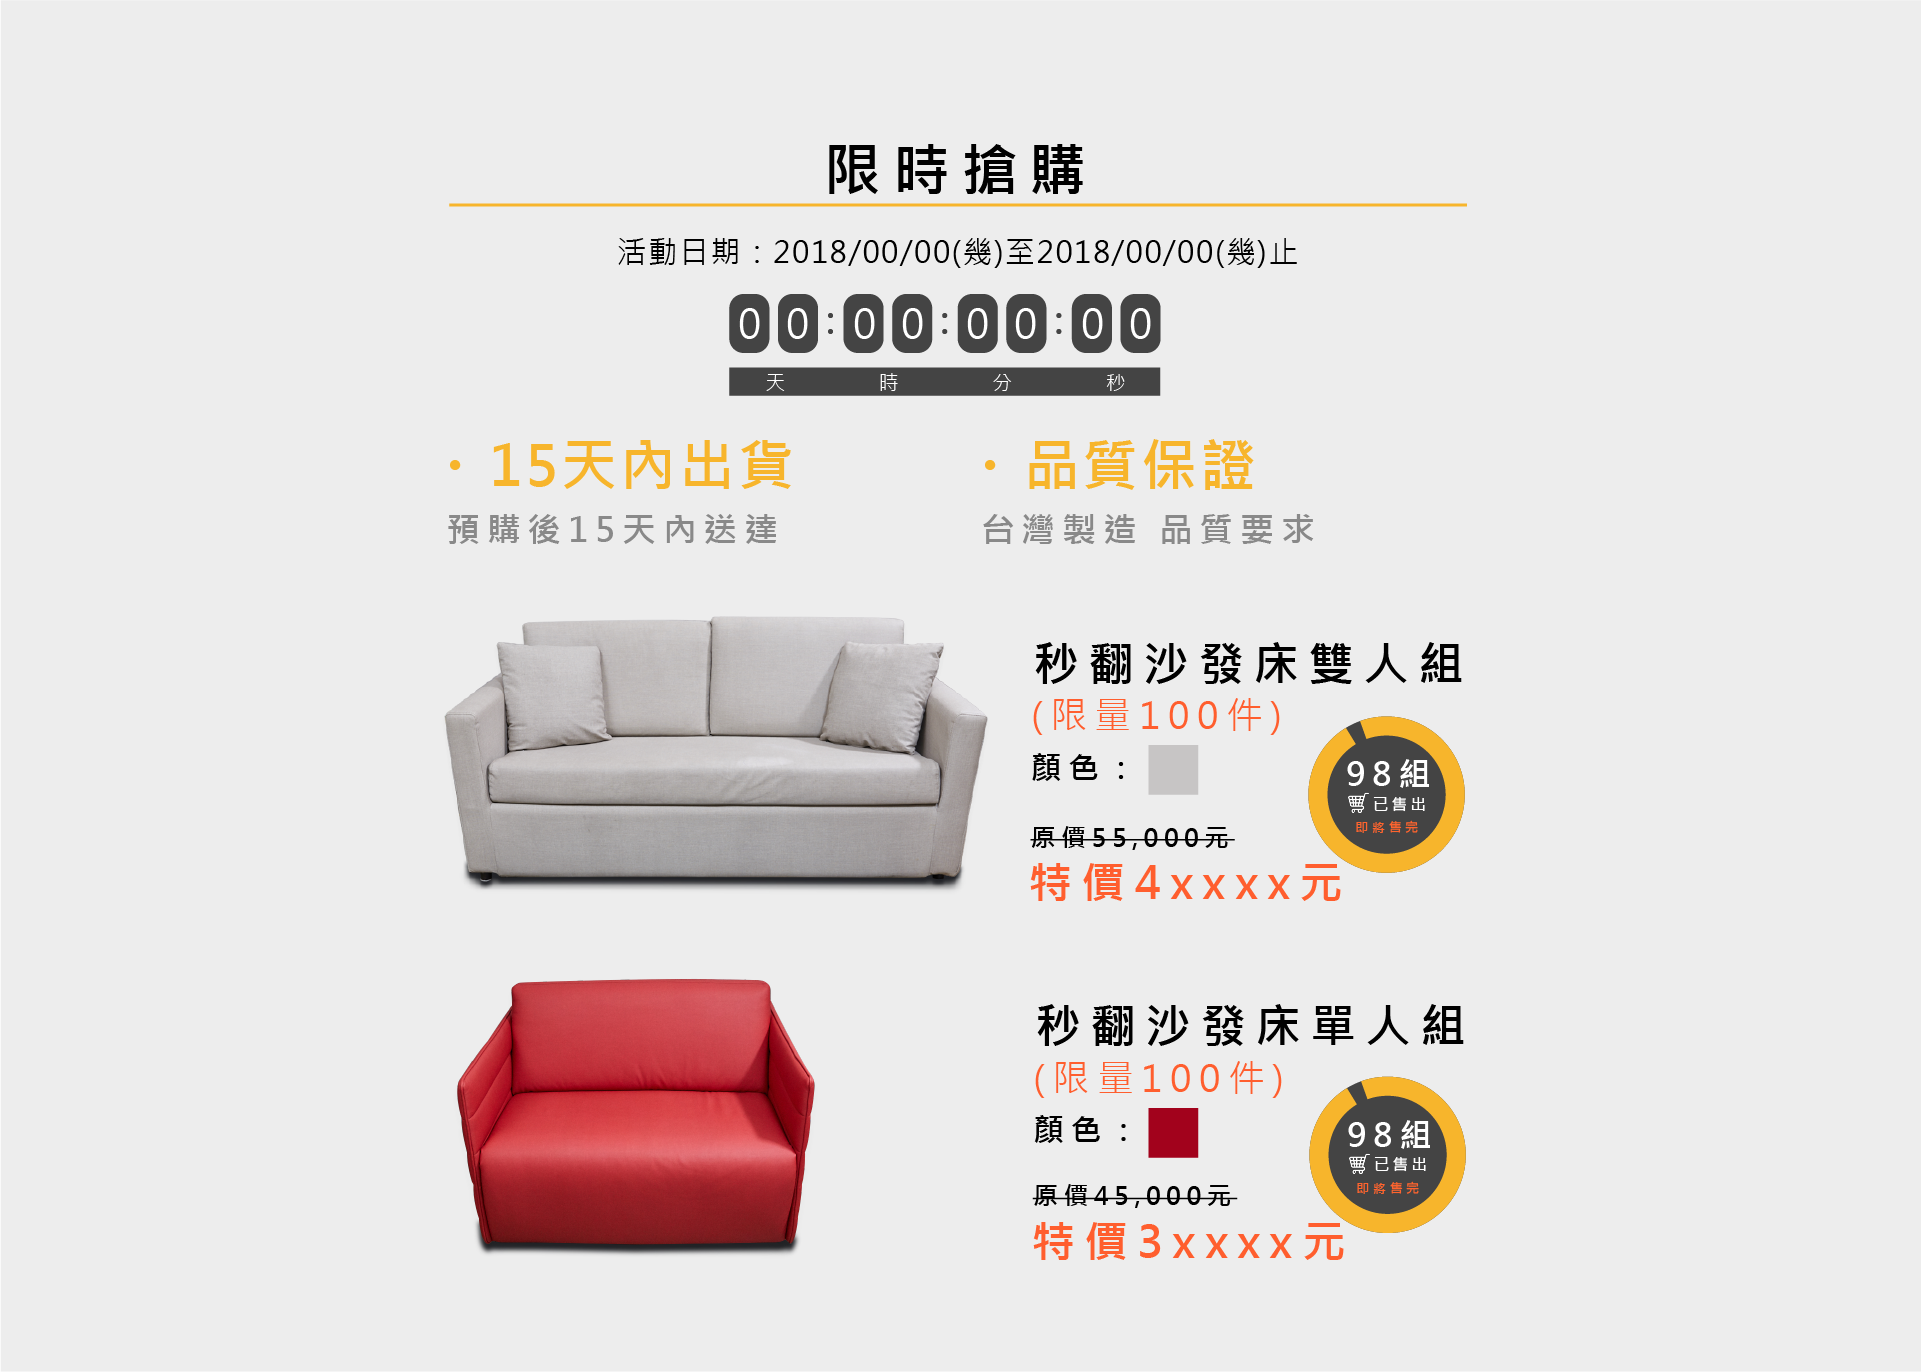 限時搶購
活動日期：2018/00/00(幾)至2018/00/00(幾)止
00:00:00:00
天 時 分 秒
・15天內出貨
預購後15天內送達
・品質保證
台灣製造 品質要求
秒翻沙發床雙人組
(限量100件)
顏色：
原價55,000元
特價4xxxx元
98組
已售出
即將售完
秒翻沙發床單人組
(限量100件)
顏色：
原價45,000元
特價3xxxx元
98組
已售出
即將售完